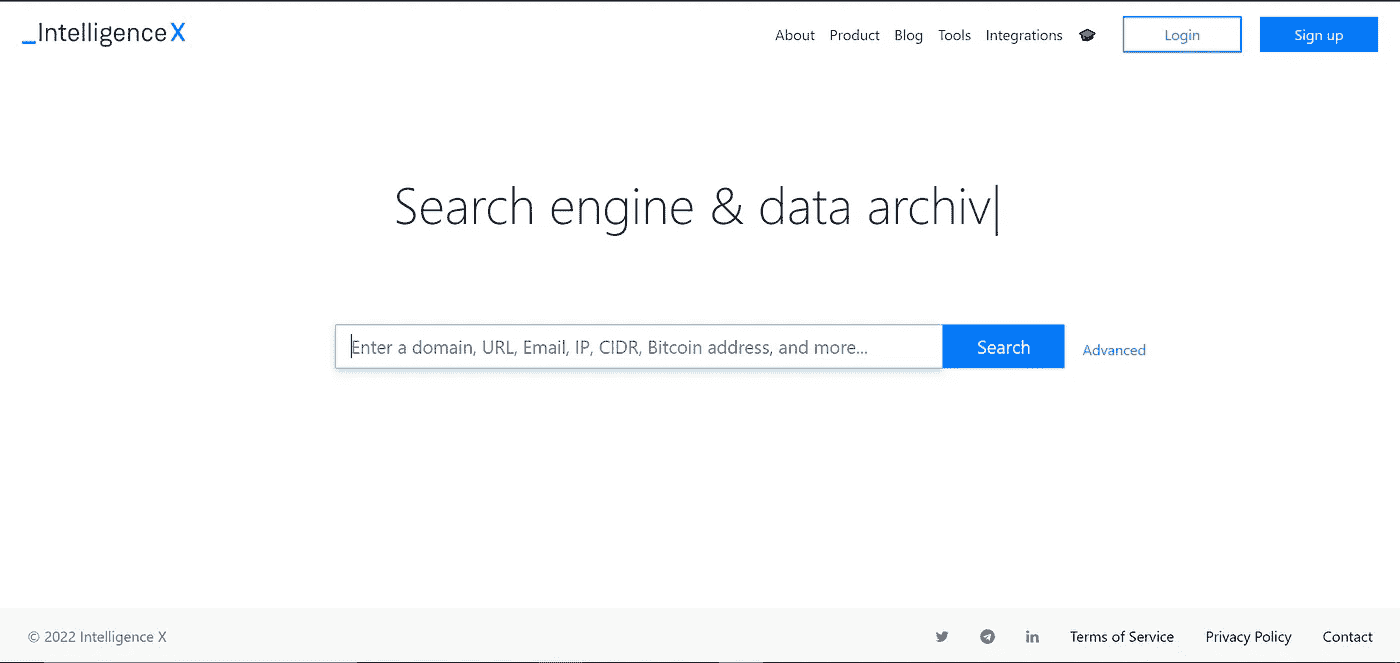 _IntelligenceX
About Product Blog Tools Integrations Login Sign up
Search engine & data archiv
Enter a domain, URL, Email, IP, CIDR, Bitcoin address, and more... Search Advanced
© 2022 Intelligence X Terms of Service Privacy Policy Contact